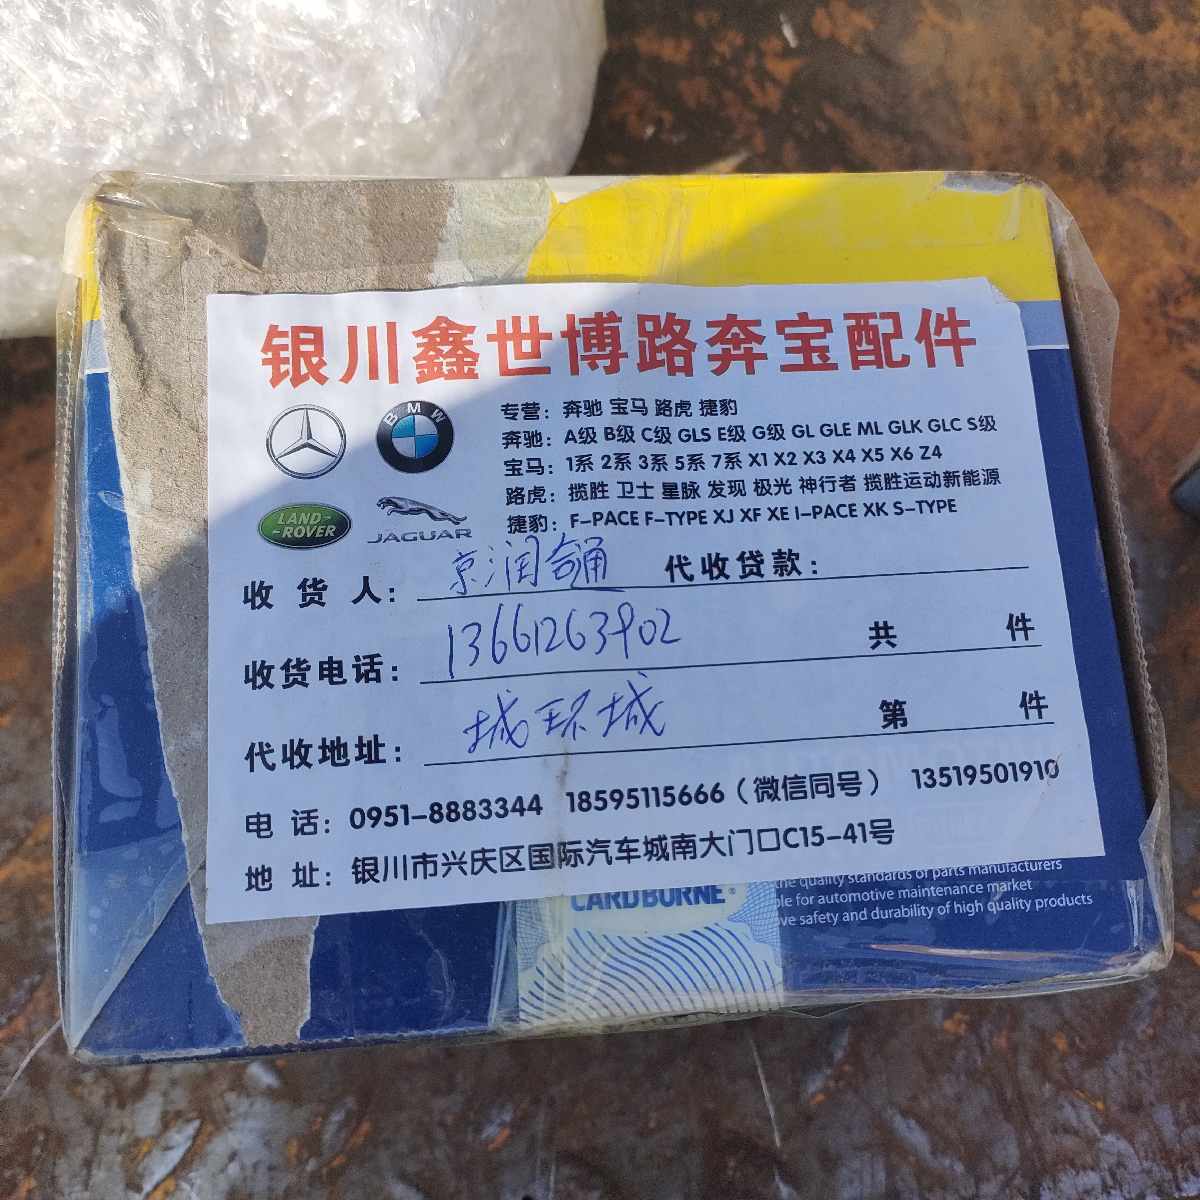 银川鑫世博路奔宝配件
BMW
专营：奔驰 宝马 路虎 捷豹
奔驰：A级 B级 C级 GLS E级 G级 GL GLE ML GLK GLC S级
宝马：1系 2系 3系 5系 7系 X1 X2 X3 X4 X5 X6 Z4
路虎：揽胜 卫士 星脉 发现 极光 神行者 揽胜运动新能源
捷豹：F-PACE F-TYPE XJ XF XE I-PACE XK S-TYPE
LAND-
-ROVER
JAGUAR
收货人：京润奇通 代收贷款：
收货电话：13661263902 共 件
代收地址：城环城 第 件
电话：0951-8883344 18595115666（微信同号） 13519501910
地址：银川市兴庆区国际汽车城南大门口C15-41号
CARDBURNE
the quality standards of parts manufacturers
for automotive maintenance market
safety and durability of high quality products